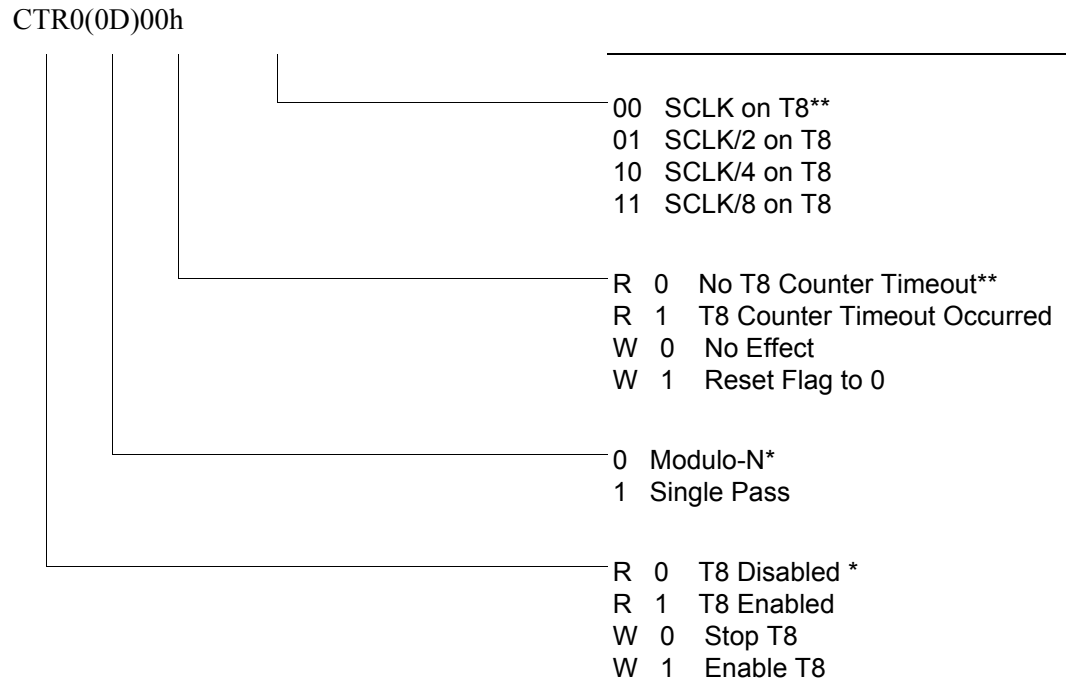 CTR0(0D)00h
00 SCLK on T8**
01 SCLK/2 on T8
10 SCLK/4 on T8
11 SCLK/8 on T8
R 0 No T8 Counter Timeout**
R 1 T8 Counter Timeout Occurred
W 0 No Effect
W 1 Reset Flag to 0
0 Modulo-N*
1 Single Pass
R 0 T8 Disabled *
R 1 T8 Enabled
W 0 Stop T8
W 1 Enable T8